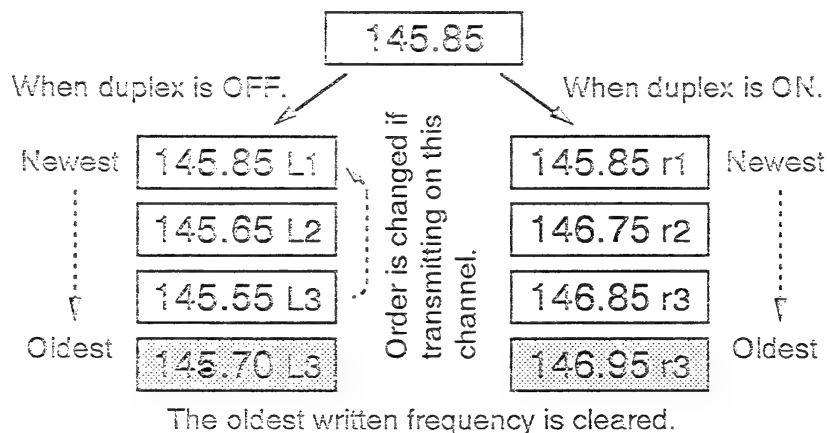 145.85
When duplex is OFF.
When duplex is ON.
Newest
145.85 L1
145.65 L2
145.55 L3
145.70 L3
Oldest
Order is changed if
transmitting on this
channel.
145.85 r1
146.75 r2
146.85 r3
146.95 r3
Newest
Oldest
The oldest written frequency is cleared.